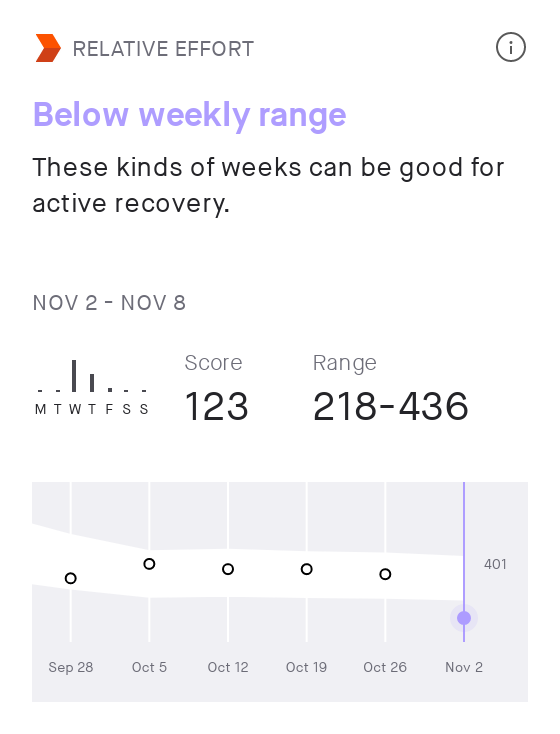 RELATIVE EFFORT
Below weekly range
These kinds of weeks can be good for
active recovery.
NOV 2 - NOV 8
Score
Range
123
218-436
M T W T F S S
401
Sep 28 Oct 5 Oct 12 Oct 19 Oct 26 Nov 2